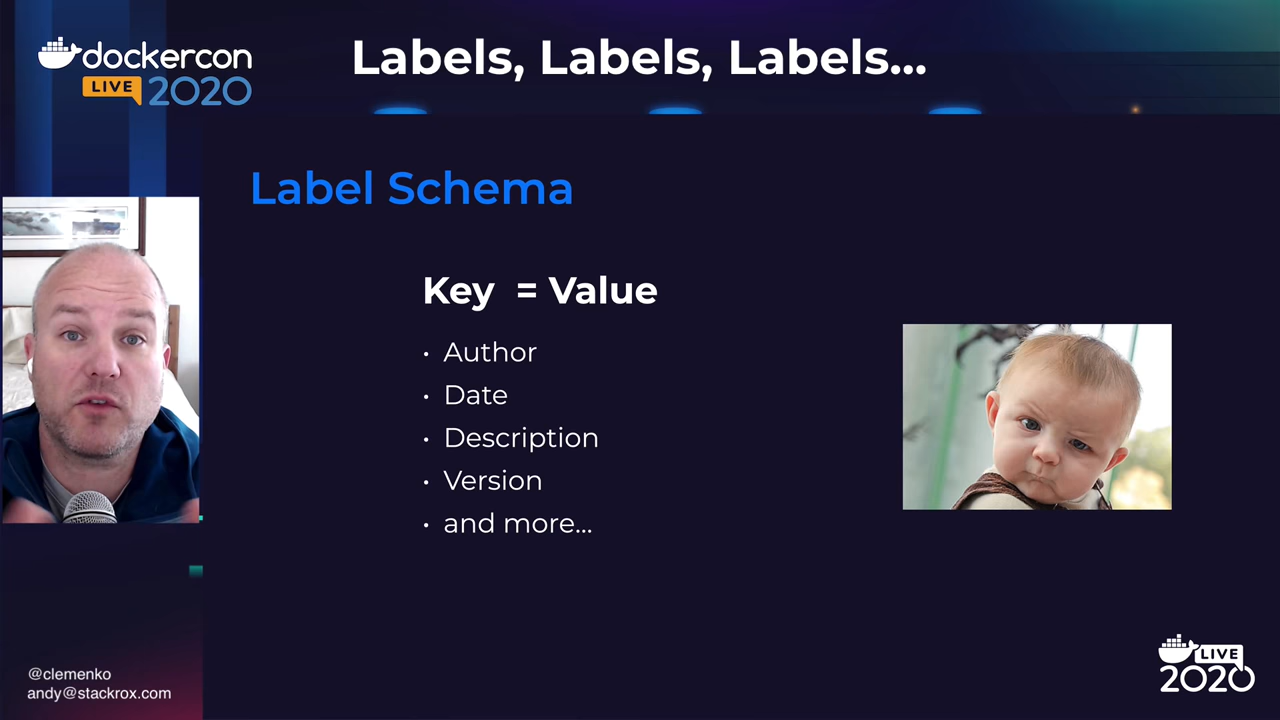 dockercon
LIVE 2020
Labels, Labels, Labels...
Label Schema
Key = Value
• Author
• Date
• Description
• Version
• and more...
@clemenko
andy@stackrox.com
LIVE
2020